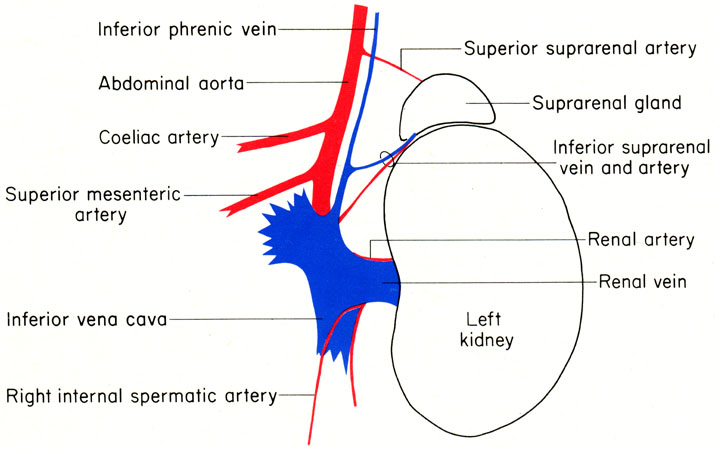 Inferior phrenic vein
Abdominal aorta
Coeliac artery
Superior mesenteric
artery
Inferior vena cava
Right internal spermatic artery
Superior suprarenal artery
Suprarenal gland
Inferior suprarenal
vein and artery
Renal artery
Renal vein
Left
kidney